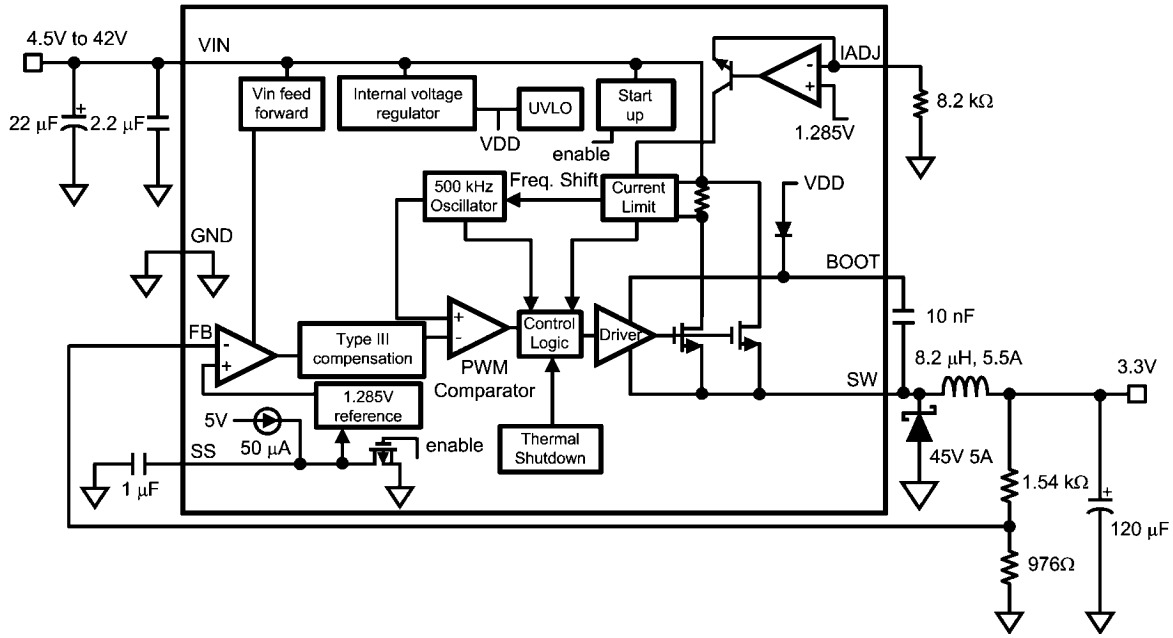 4.5V to 42V
VIN
IADJ
Vin feed
forward
Internal voltage
regulator
UVLO
VDD
Start
up
enable
-
+
1.285V
8.2 kΩ
22 μF
+
2.2 μF
500 kHz
Oscillator
Freq. Shift
Current
Limit
VDD
GND
BOOT
FB
-
+
Type III
compensation
+
-
PWM
Comparator
Control
Logic
Driver
10 nF
8.2 μH, 5.5A
3.3V
SW
1.285V
reference
5V
50 μA
SS
enable
Thermal
Shutdown
1 μF
45V 5A
1.54 kΩ
+
120 μF
976Ω